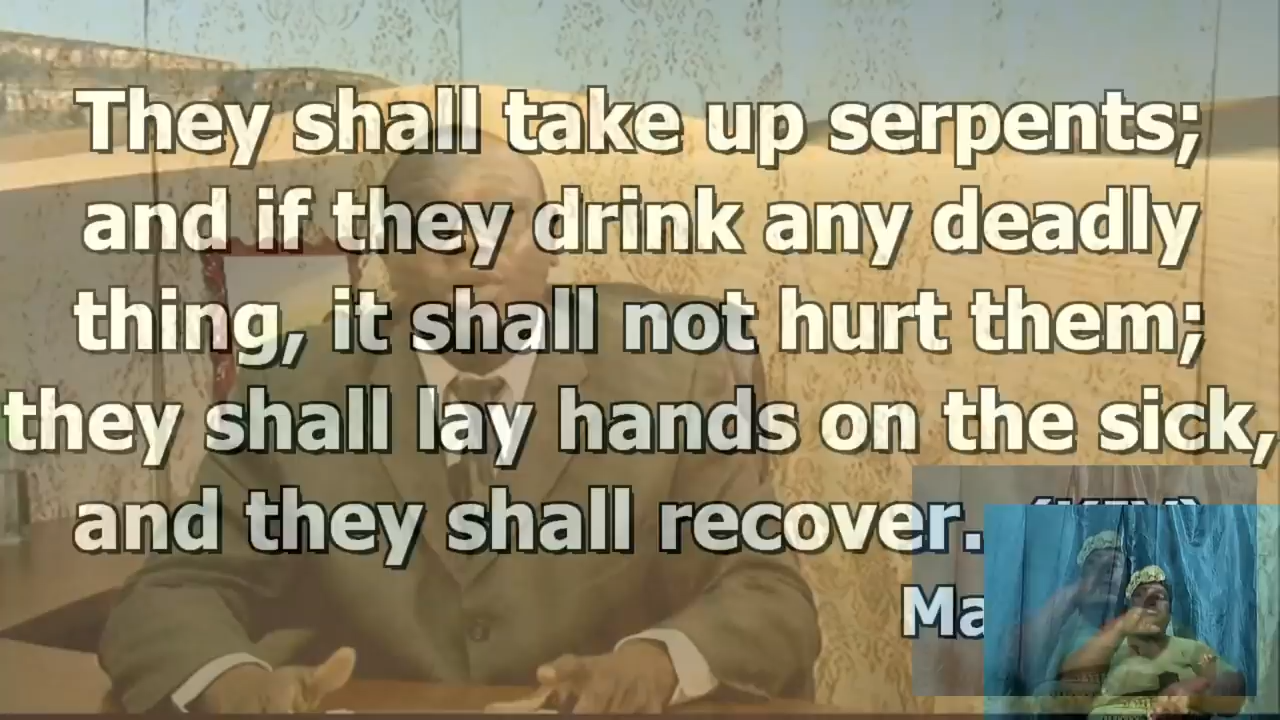 They shall take up serpents;
and if they drink any deadly
thing, it shall not hurt them;
they shall lay hands on the sick,
and they shall recover. (KJV)